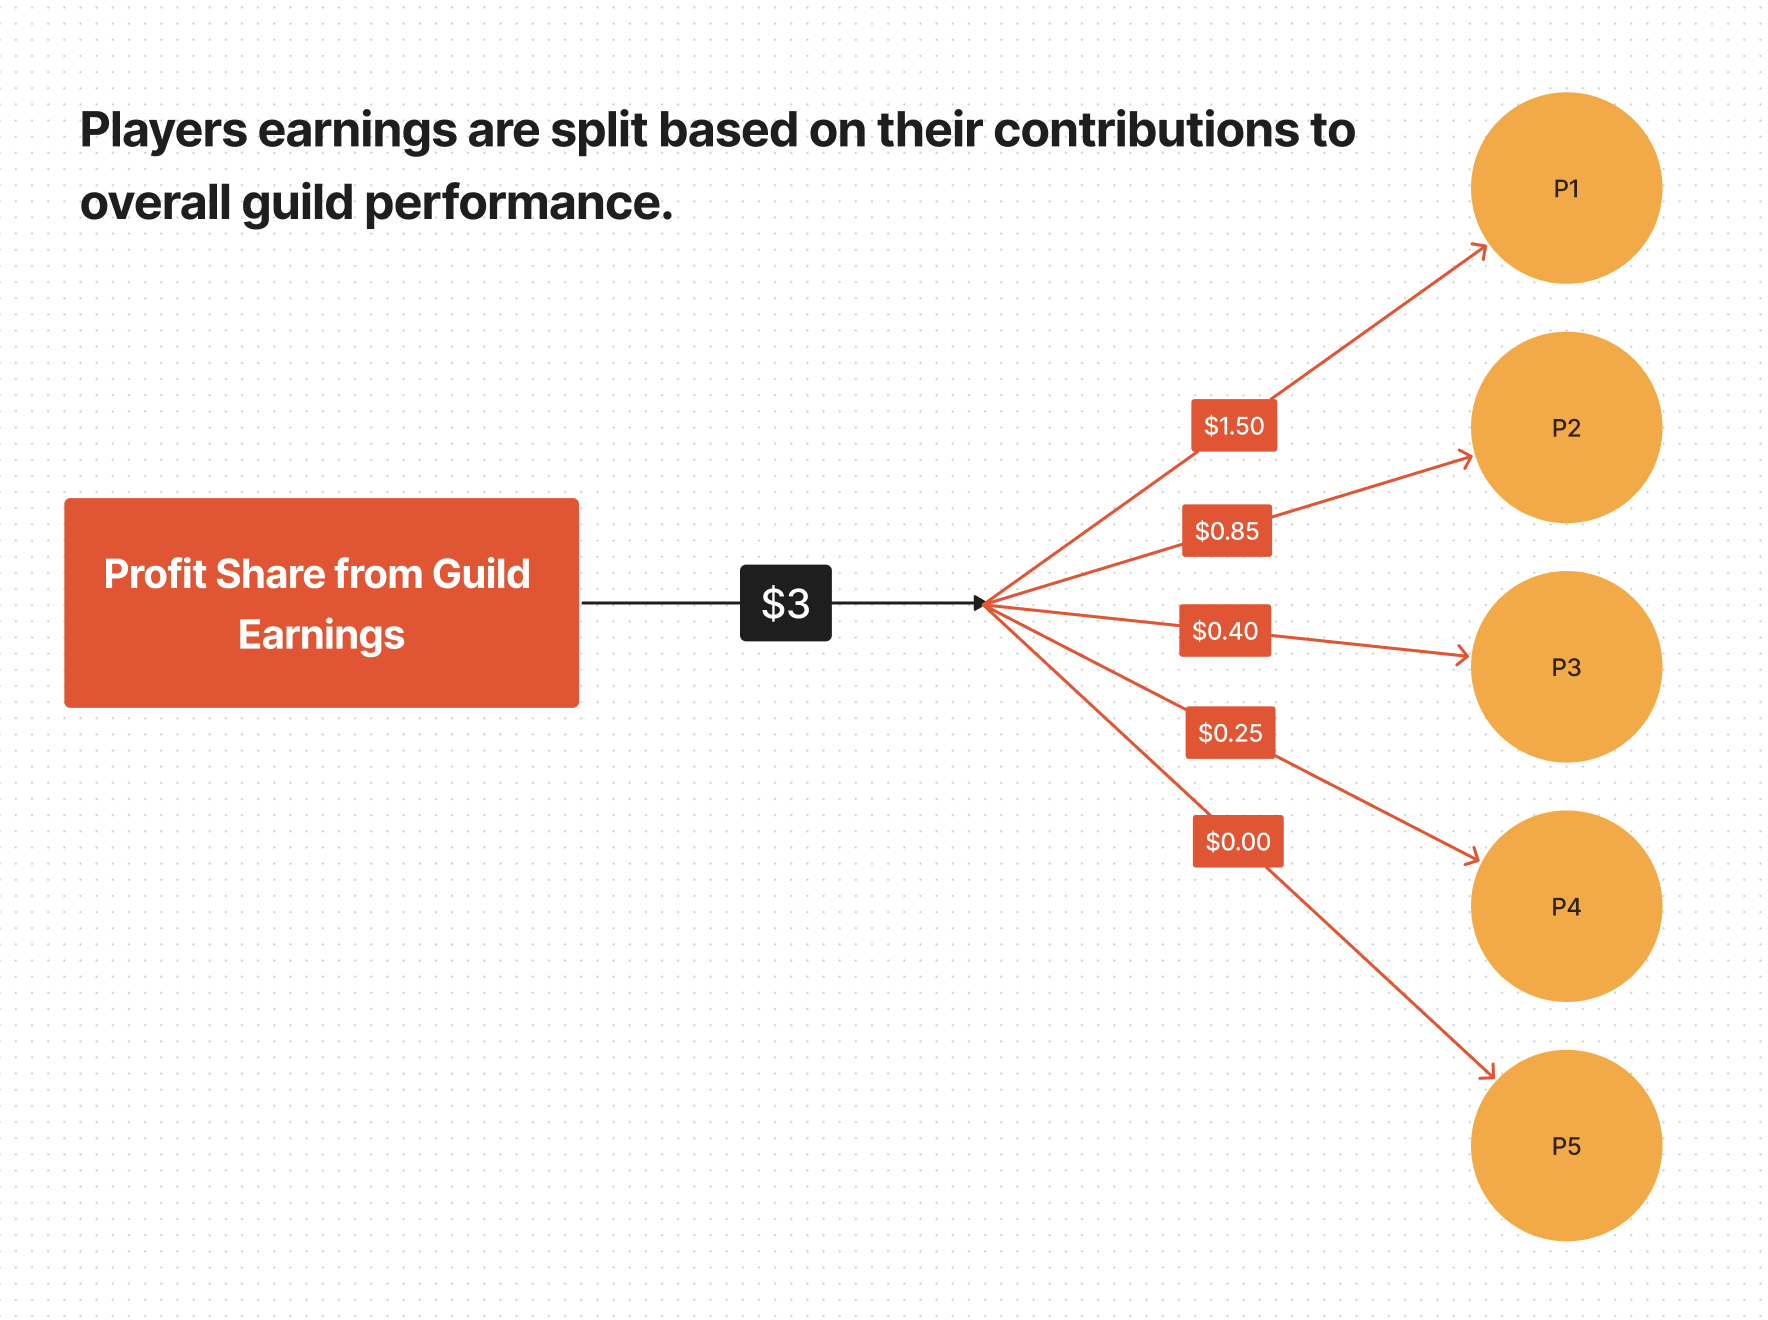 Players earnings are split based on their contributions to
overall guild performance.
P1
P2
$1.50
$0.85
Profit Share from Guild
Earnings
$3
$0.40
P3
$0.25
$0.00
P4
P5